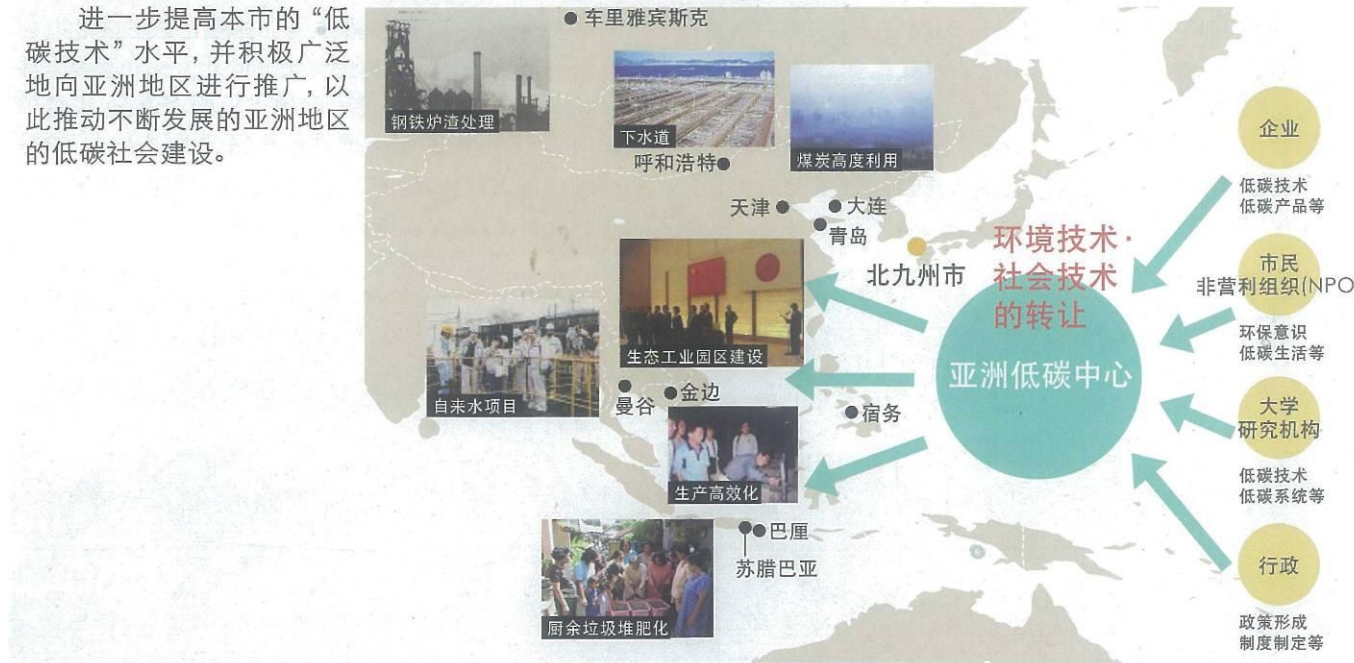 进一步提高本市的“低
碳技术”水平,并积极广泛
地向亚洲地区进行推广,以
此推动不断发展的亚洲地区
的低碳社会建设。
车里雅宾斯克
钢铁炉渣处理
下水道
煤炭高度利用
呼和浩特
天津
大连
青岛
北九州市
环境技术·
社会技术
的转让
亚洲低碳中心
生态工业园区建设
自来水项目
曼谷
金边
宿务
生产高效化
巴厘
苏腊巴亚
厨余垃圾堆肥化
企业
低碳技术
低碳产品等
市民
非营利组织(NPO
环保意识
低碳生活等
大学
研究机构
低碳技术
低碳系统等
行政
政策形成
制度制定等